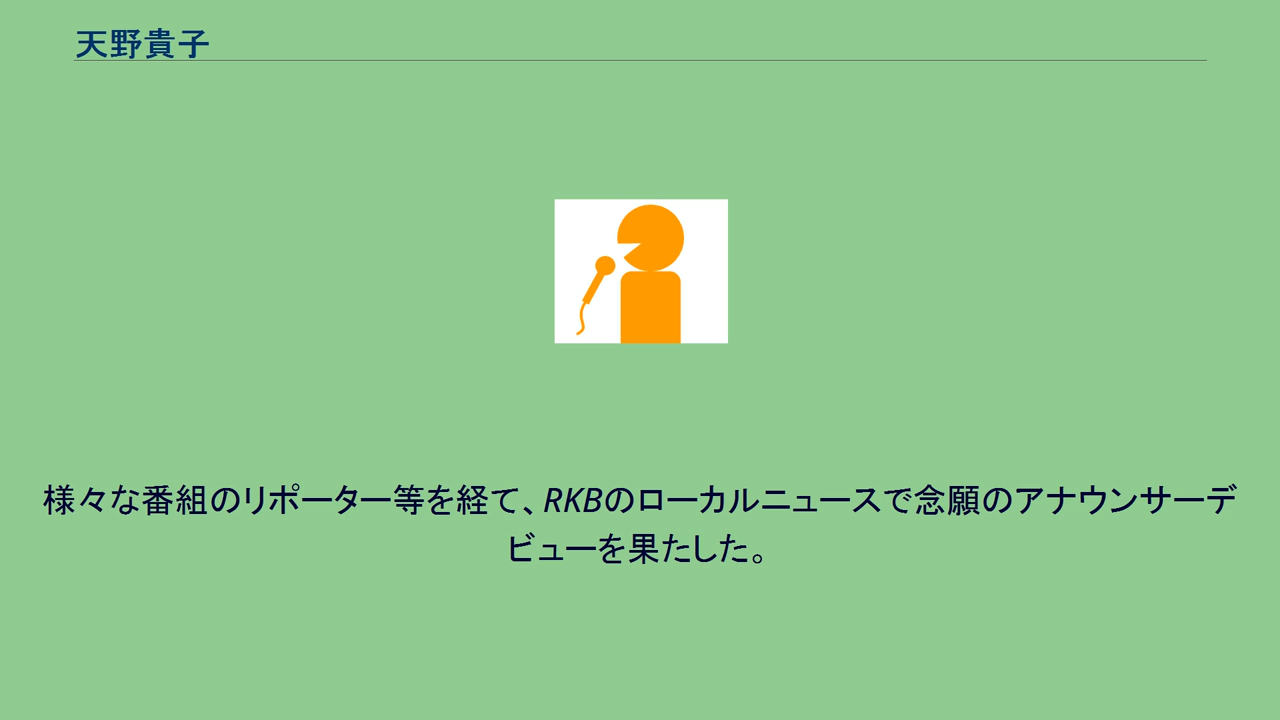 天野貴子
様々な番組のリポーター等を経て、RKBのローカルニュースで念願のアナウンサーデ
ビューを果たした。